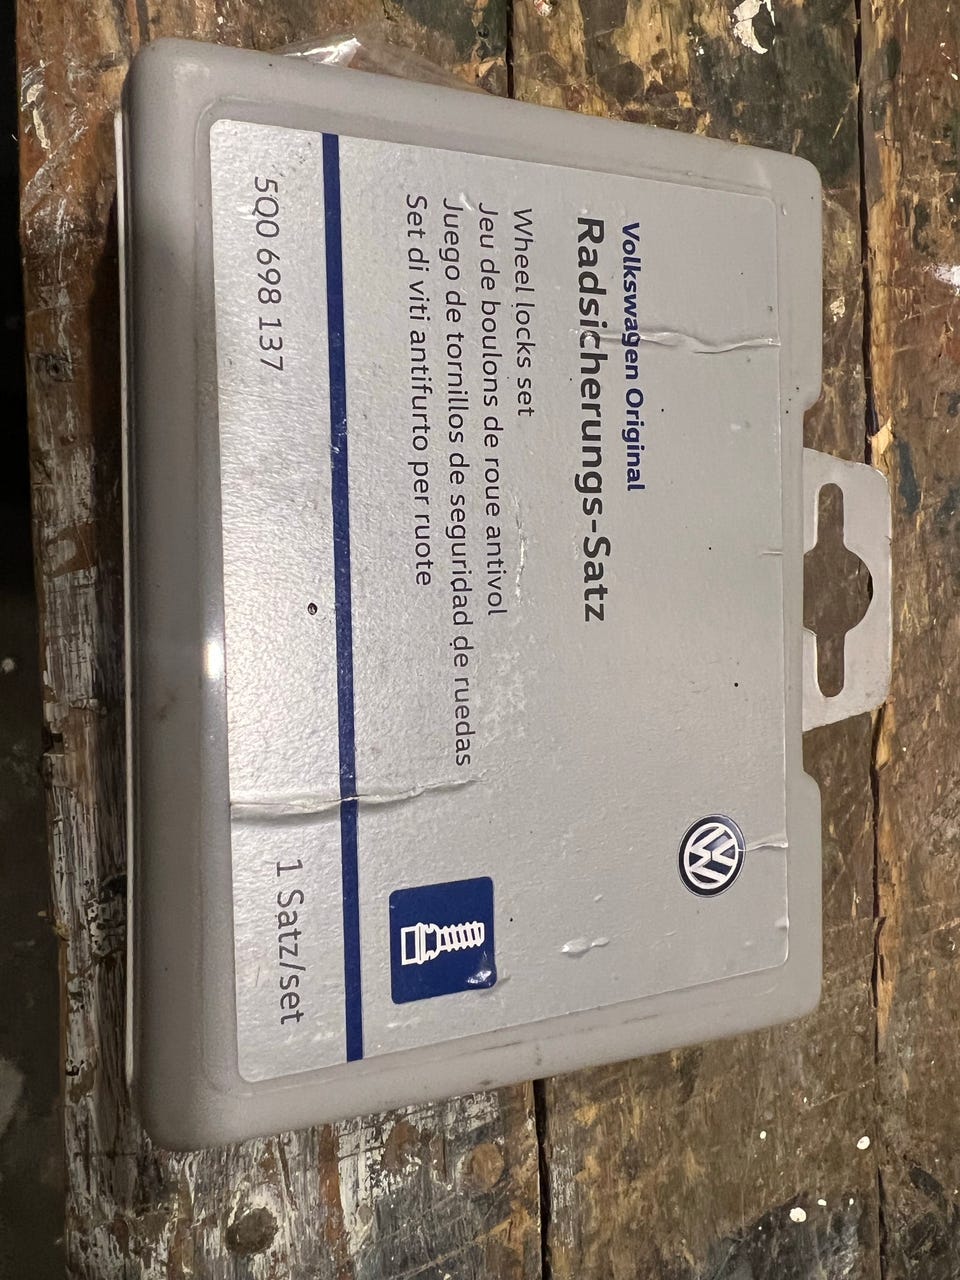 Volkswagen Original
Radsicherungs-Satz
Wheel locks set
Jeu de boulons de roue antivol
Juego de tornillos de seguridad de ruedas
Set di viti antifurto per ruote
5Q0 698 137
1 Satz/set